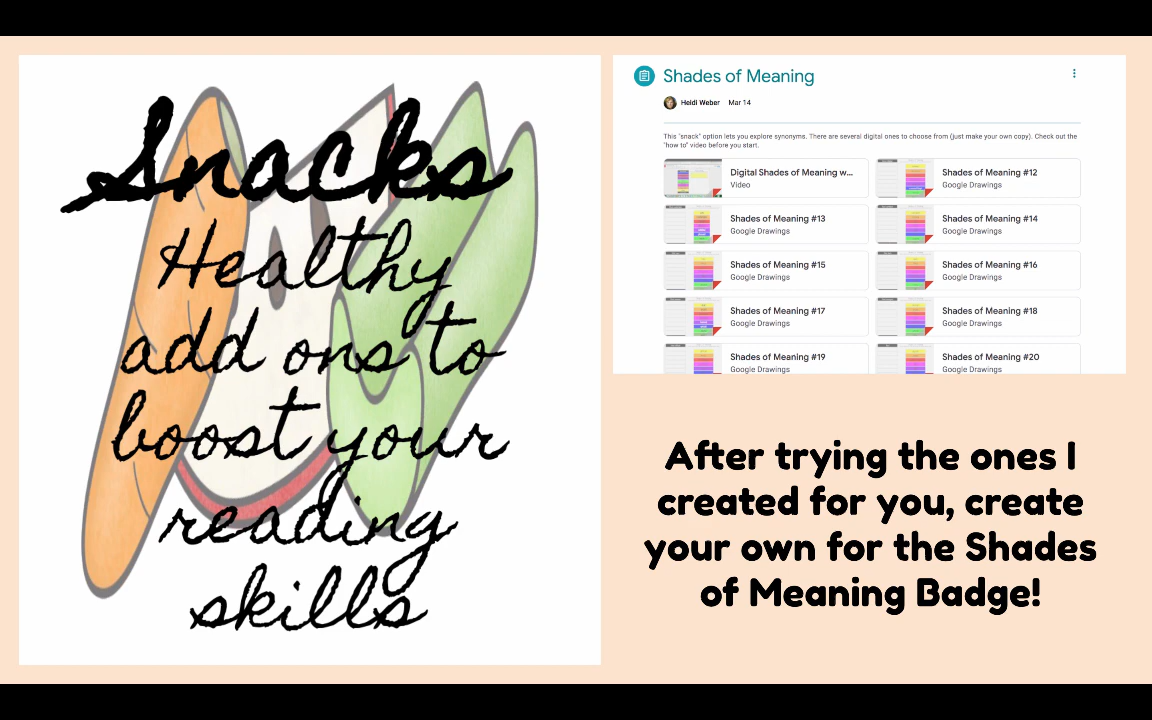 Snacks
Healthy
add ons to
boost your
reading
skills
Shades of Meaning
Heidi Weber Mar 14
This "snack" option lets you explore synonyms. There are several digital ones to choose from (just make your own copy). Check out the
"how to" video before you start.
Digital Shades of Meaning w...
Video
Shades of Meaning #12
Google Drawings
Shades of Meaning #13
Google Drawings
Shades of Meaning #14
Google Drawings
Shades of Meaning #15
Google Drawings
Shades of Meaning #16
Google Drawings
Shades of Meaning #17
Google Drawings
Shades of Meaning #18
Google Drawings
Shades of Meaning #19
Google Drawings
Shades of Meaning #20
Google Drawings
After trying the ones I
created for you, create
your own for the Shades
of Meaning Badge!